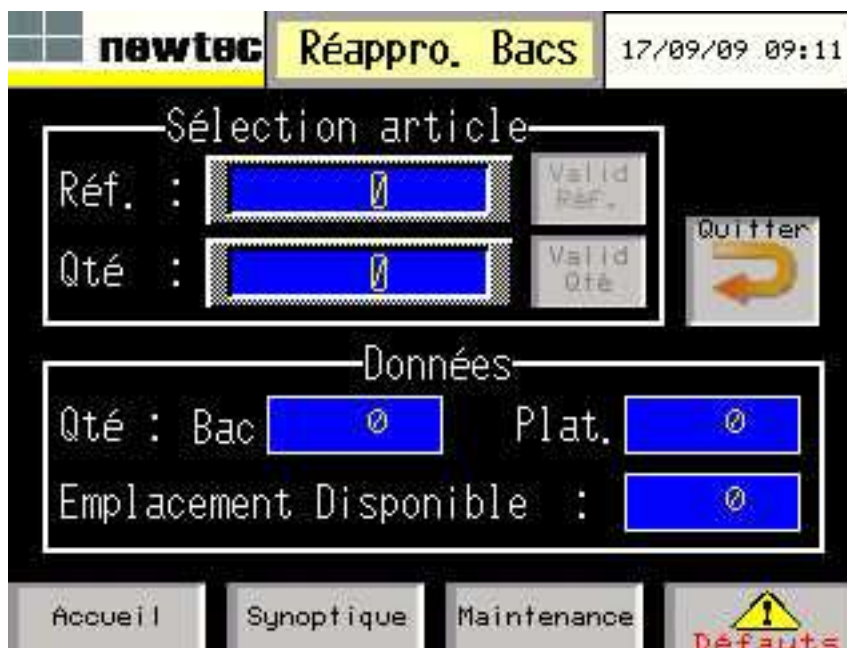 newtec Réappro. Bacs 17/09/09 09:11
Sélection article
Réf. : 0 Valid Réf.
Quitter
Qté : 0 Valid Qté
Données
Qté : Bac 0 Plat. 0
Emplacement Disponible : 0
Accueil Synoptique Maintenance Défauts